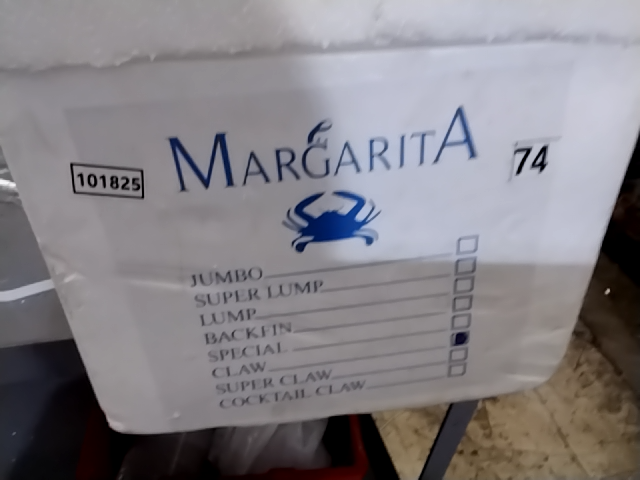 MARGARITA
101825
74
JUMBO
SUPER LUMP
LUMP
BACKFIN
SPECIAL
CLAW
SUPER CLAW
COCKTAIL CLAW